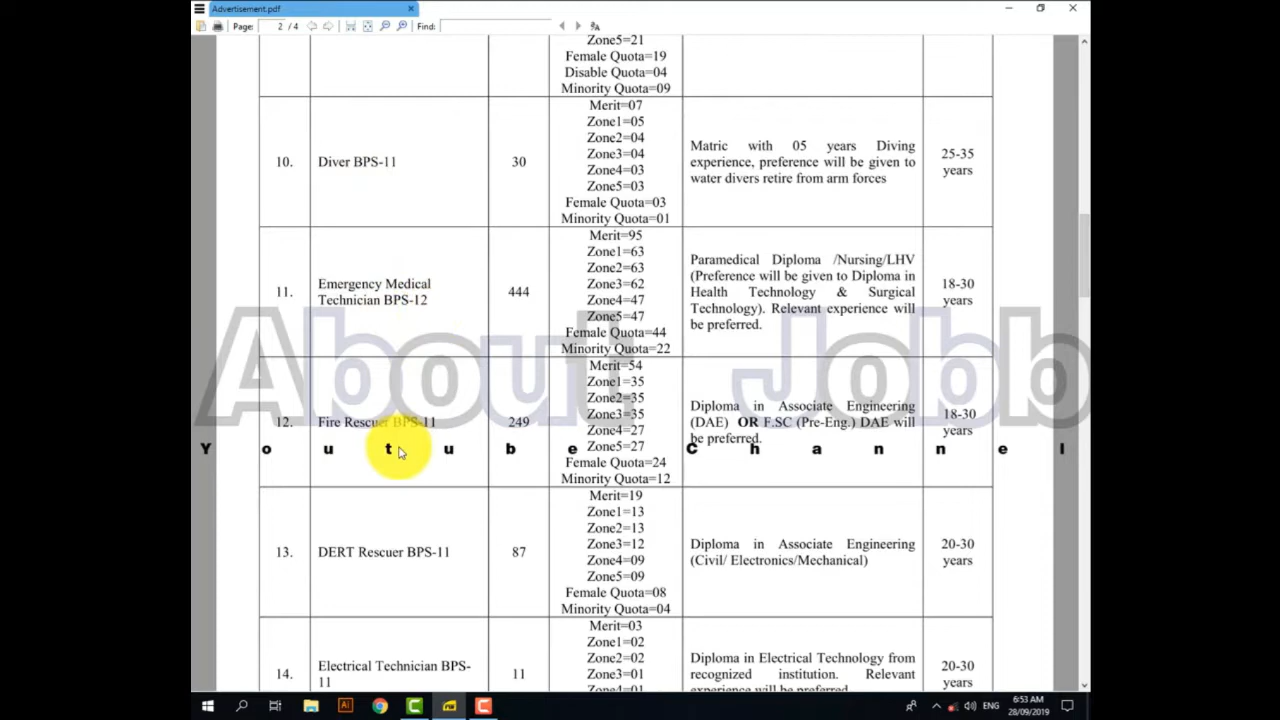 Advertisement.pdf
Page: 2 / 4 Find:
Zone5=21
Female Quota=19
Disable Quota=04
Minority Quota=09
10.
Diver BPS-11
30
Merit=07
Zone1=05
Zone2=04
Zone3=04
Zone4=03
Zone5=03
Female Quota=03
Minority Quota=01
Matric with 05 years Diving
experience, preference will be given to
water divers retire from arm forces
25-35
years
11.
Emergency Medical
Technician BPS-12
444
Merit=95
Zone1=63
Zone2=63
Zone3=62
Zone4=47
Zone5=47
Female Quota=44
Minority Quota=22
Paramedical Diploma /Nursing/LHV
(Preference will be given to Diploma in
Health Technology & Surgical
Technology). Relevant experience will
be preferred.
18-30
years
About Jobb
12.
Fire Rescuer BPS-11
249
Merit=54
Zone1=35
Zone2=35
Zone3=35
Zone4=27
Zone5=27
Female Quota=24
Minority Quota=12
Diploma in Associate Engineering
(DAE) OR F.SC (Pre-Eng.) DAE will
be preferred.
18-30
years
Youtube Channel
13.
DERT Rescuer BPS-11
87
Merit=19
Zone1=13
Zone2=13
Zone3=12
Zone4=09
Zone5=09
Female Quota=08
Minority Quota=04
Diploma in Associate Engineering
(Civil/ Electronics/Mechanical)
20-30
years
14.
Electrical Technician BPS-
11
11
Merit=03
Zone1=02
Zone2=02
Zone3=01
Zone4=01
Diploma in Electrical Technology from
recognized institution. Relevant
experience will be preferred
20-30
years
ENG
6:53 AM
28/09/2019